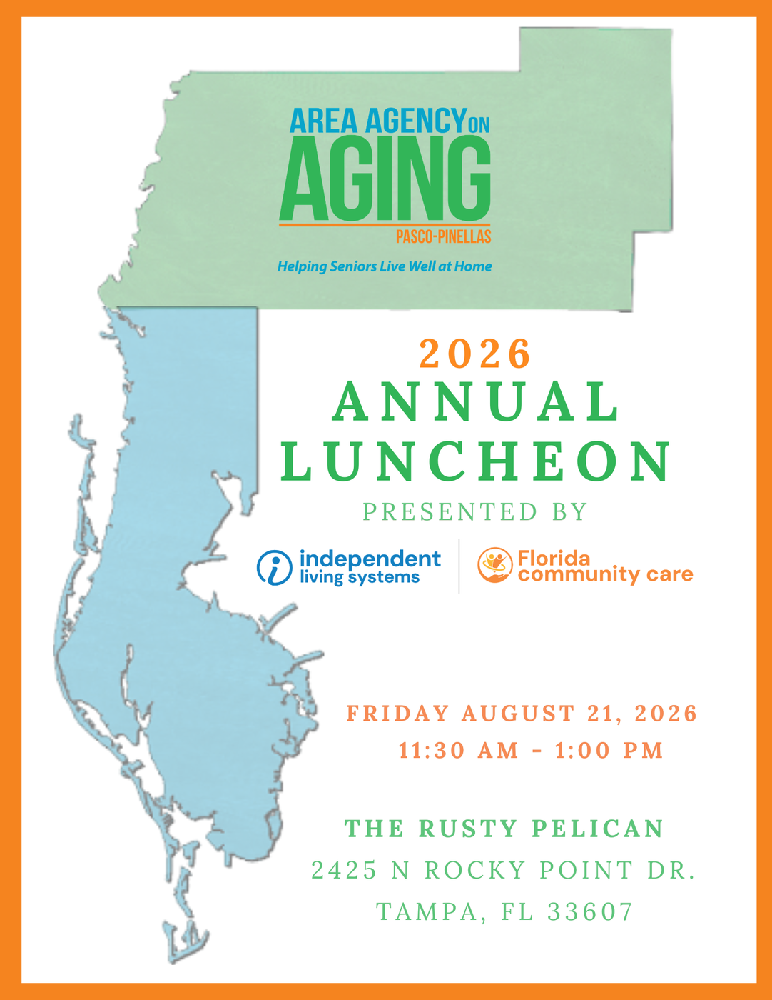 AREA AGENCY ON
AGING
PASCO-PINELLAS
Helping Seniors Live Well at Home
2026
ANNUAL
LUNCHEON
PRESENTED BY
independent
living systems
Florida
community care
FRIDAY AUGUST 21, 2026
11:30 AM - 1:00 PM
THE RUSTY PELICAN
2425 N ROCKY POINT DR.
TAMPA, FL 33607